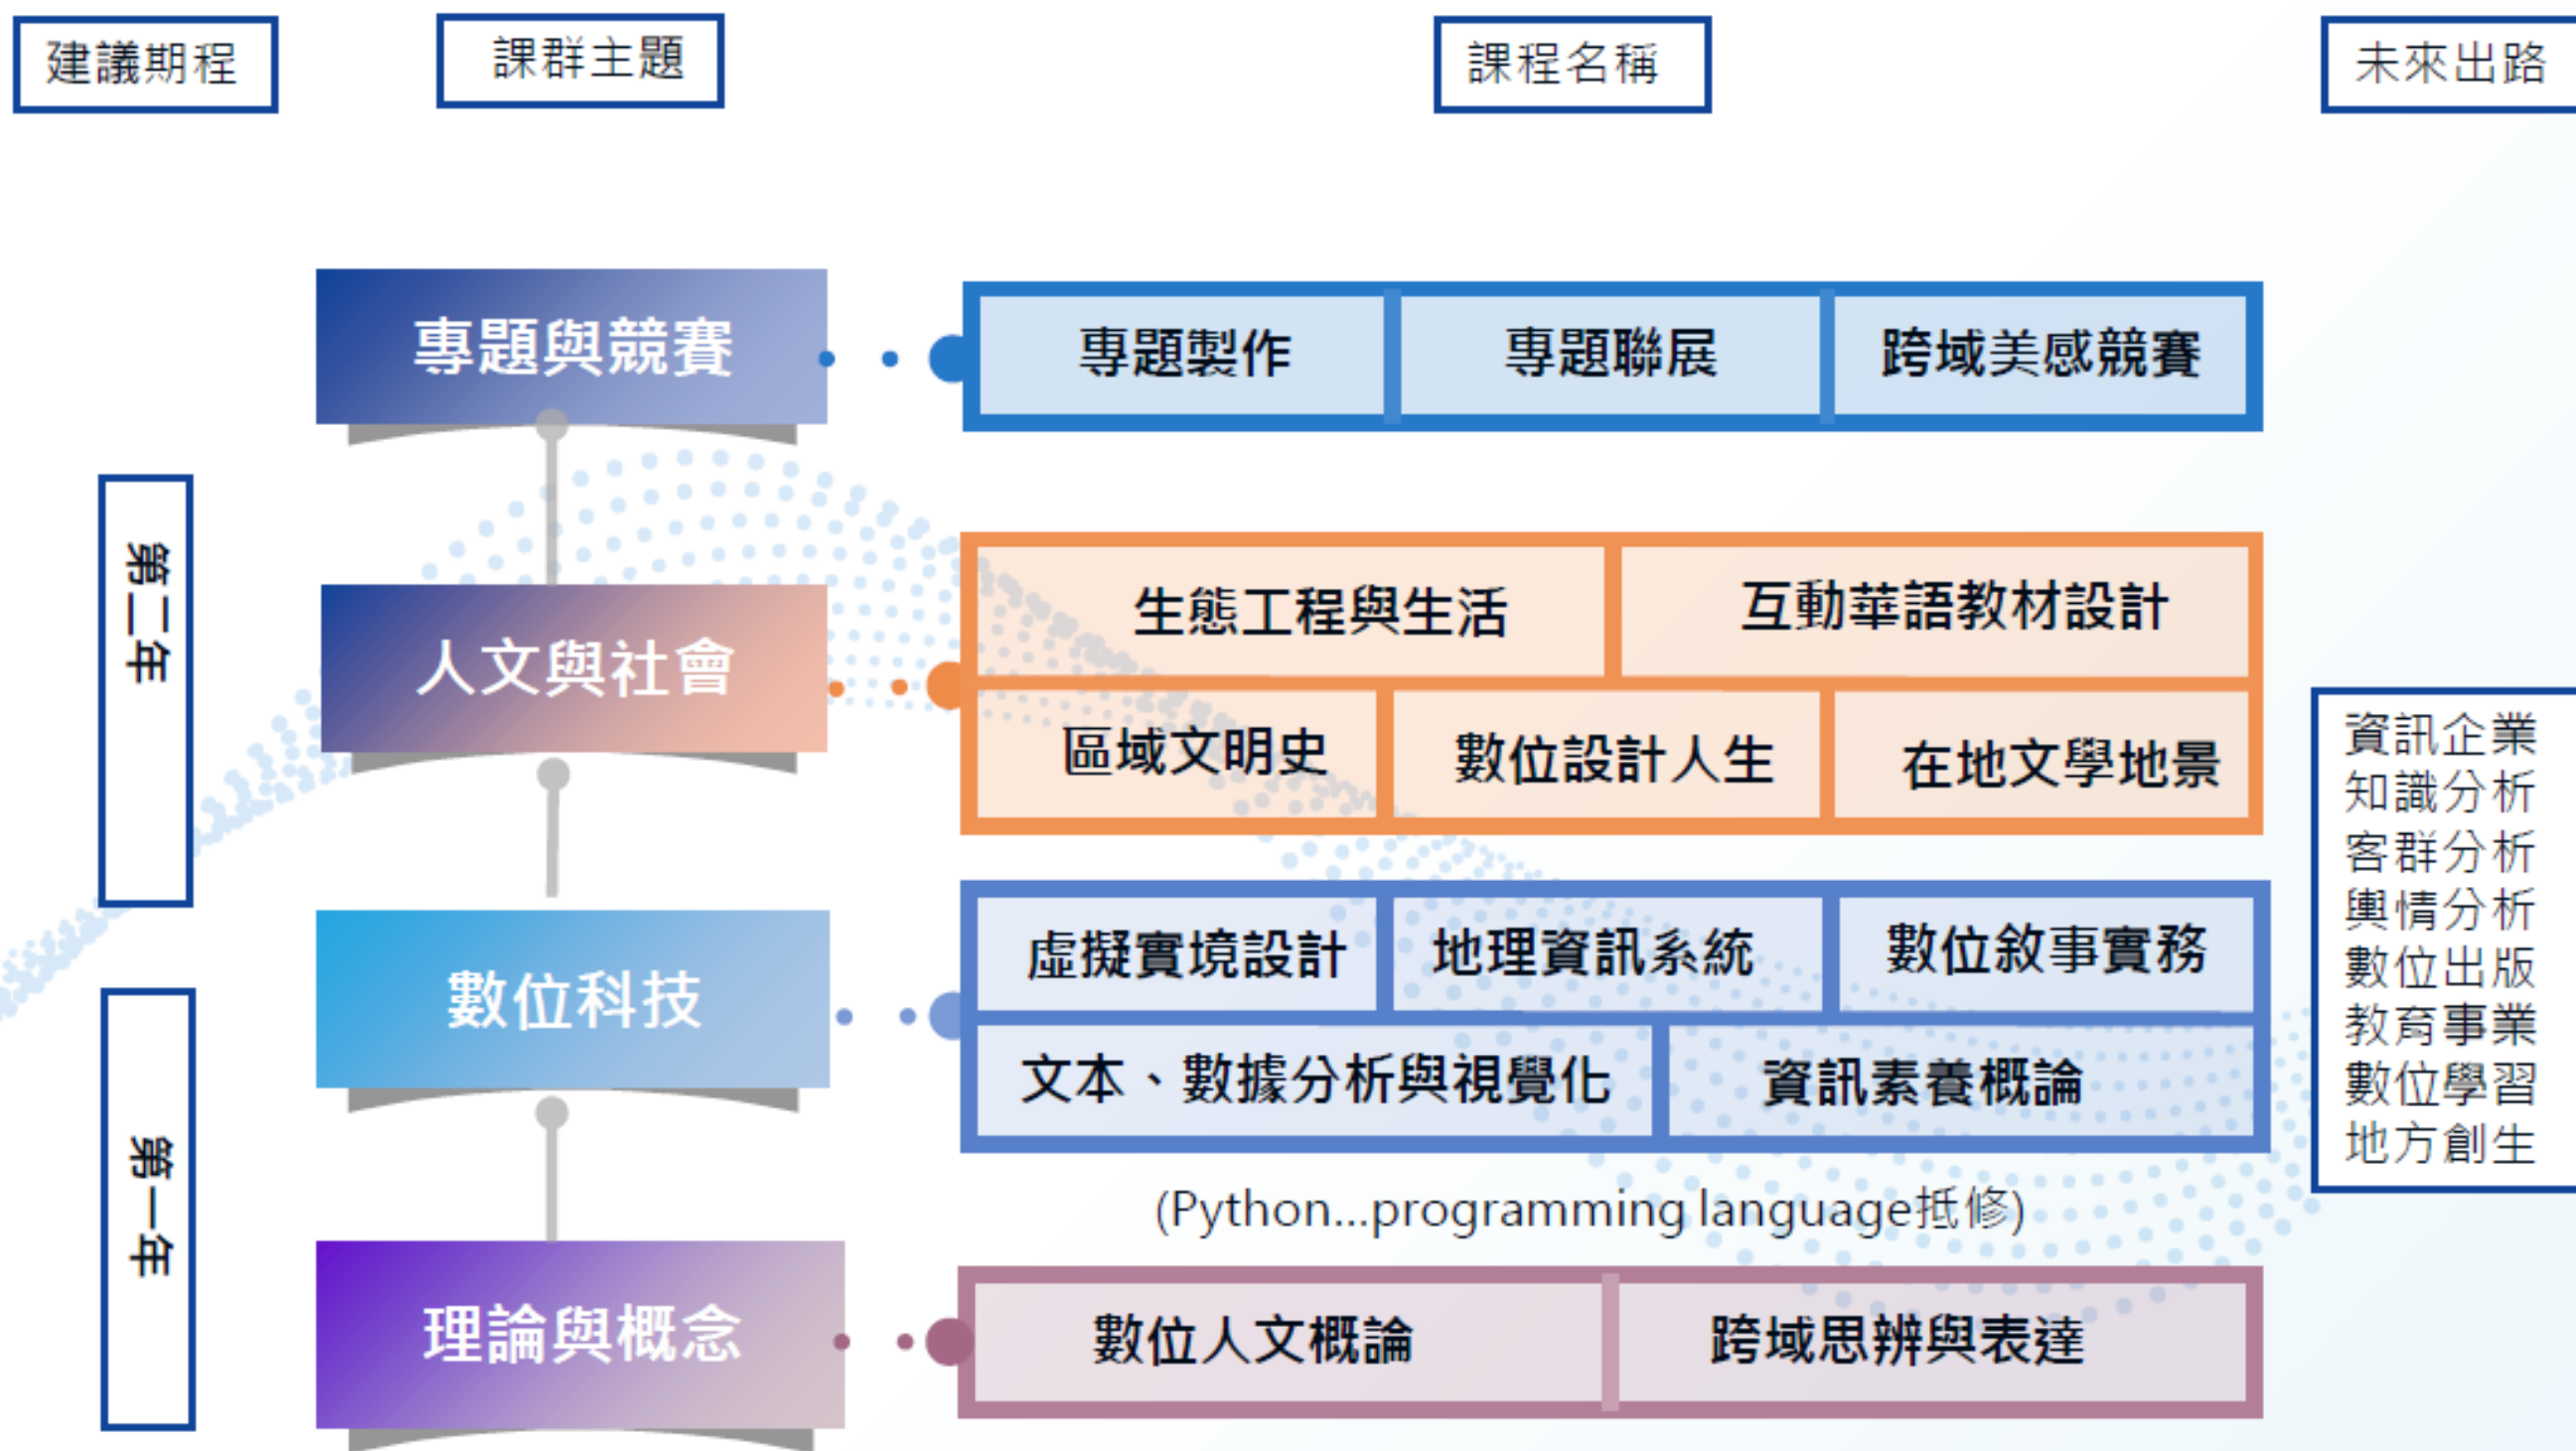 建議期程
課群主題
課程名稱
未來出路
專題與競賽
專題製作
專題聯展
跨域美感競賽
第二年
人文與社會
生態工程與生活
互動華語教材設計
區域文明史
數位設計人生
在地文學地景
數位科技
虛擬實境設計
地理資訊系統
數位敘事實務
文本、數據分析與視覺化
資訊素養概論
(Python...programming language抵修)
第一年
理論與概念
數位人文概論
跨域思辨與表達
資訊企業
知識分析
客群分析
輿情分析
數位出版
教育事業
數位學習
地方創生